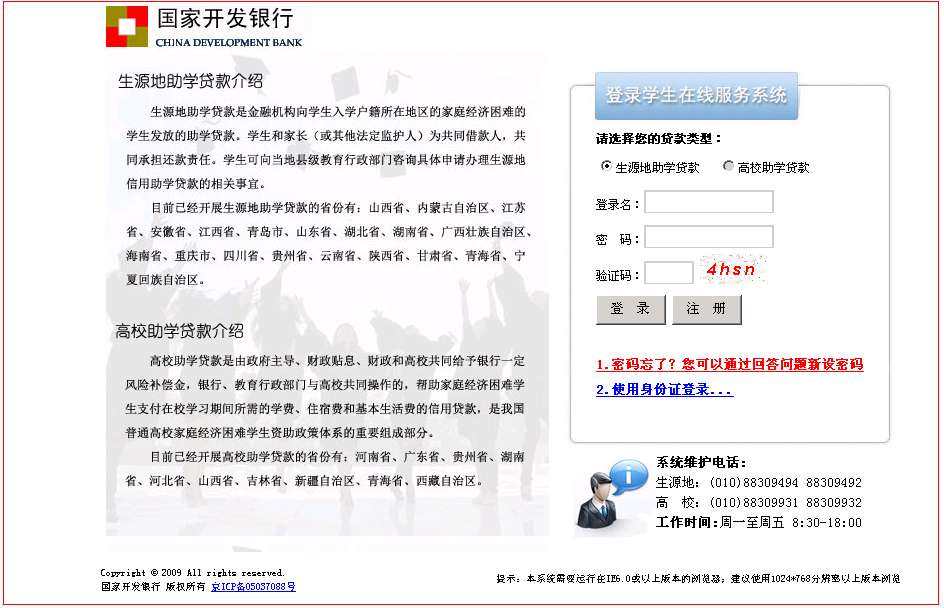 国家开发银行
CHINA DEVELOPMENT BANK
生源地助学贷款介绍
生源地助学贷款是金融机构向学生入学户籍所在地区的家庭经济困难的
学生发放的助学贷款。学生和家长（或其他法定监护人）为共同借款人，共
同承担还款责任。学生可向当地县级教育行政部门咨询具体申请办理生源地
信用助学贷款的相关事宜。
目前已经开展生源地助学贷款的省份有：山西省、内蒙古自治区、江苏
省、安徽省、江西省、青岛市、山东省、湖北省、湖南省、广西壮族自治区、
海南省、重庆市、四川省、贵州省、云南省、陕西省、甘肃省、青海省、宁
夏回族自治区。
高校助学贷款介绍
高校助学贷款是由政府主导、财政贴息、财政和高校共同给予银行一定
风险补偿金，银行、教育行政部门与高校共同操作的，帮助家庭经济困难学
生支付在校学习期间所需的学费、住宿费和基本生活费的信用贷款，是我国
普通高校家庭经济困难学生资助政策体系的重要组成部分。
目前已经开展高校助学贷款的省份有：河南省、广东省、贵州省、湖南
省、河北省、山西省、吉林省、新疆自治区、青海省、西藏自治区。
登录学生在线服务系统
请选择您的贷款类型：
生源地助学贷款 高校助学贷款
登录名：
密 码：
验证码： 4hsn
登 录 注 册
1.密码忘了？您可以通过回答问题新设密码
2.使用身份证登录...
系统维护电话：
生源地：(010)88309494 88309492
高 校：(010)88309931 88309932
工作时间：周一至周五 8:30-18:00
Copyright © 2009 All rights reserved.
国家开发银行 版权所有 京ICP备05037088号
提示：本系统需要运行在IE6.0或以上版本的浏览器；建议使用1024*768分辨率以上版本浏览